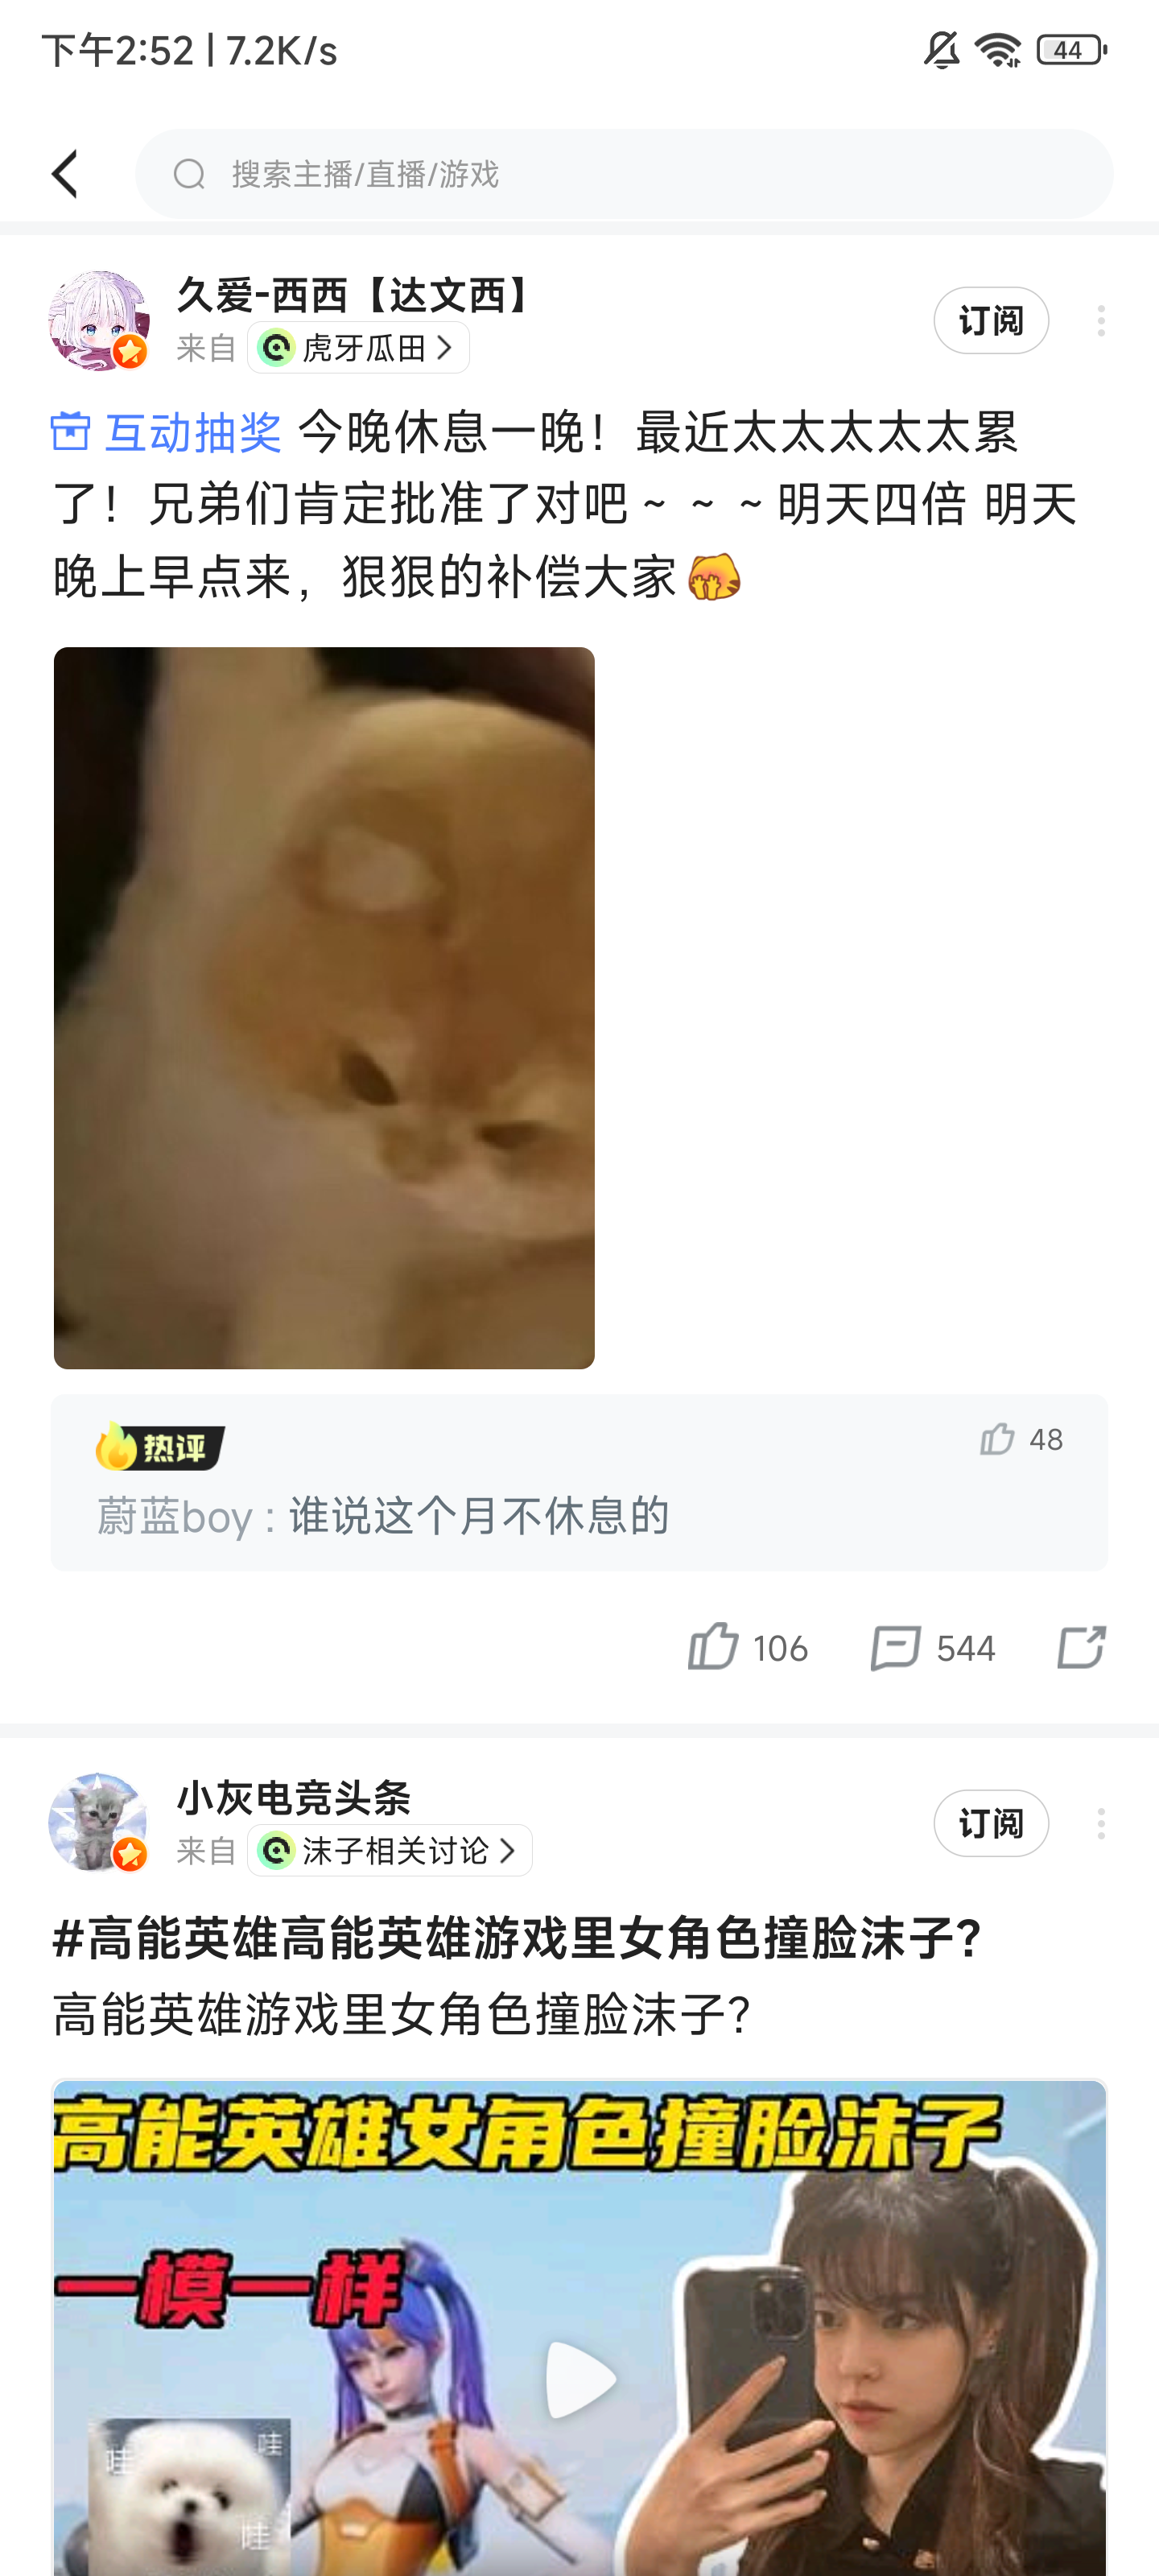 下午2:52 | 7.2K/s
44
搜索主播/直播/游戏
久爱-西西【达文西】
来自 虎牙瓜田
订阅
互动抽奖 今晚休息一晚！最近太太太太太累
了！兄弟们肯定批准了对吧~ ~ ~明天四倍 明天
晚上早点来，狠狠的补偿大家
热评
48
蔚蓝boy : 谁说这个月不休息的
106
544
小灰电竞头条
来自 沫子相关讨论
订阅
#高能英雄高能英雄游戏里女角色撞脸沫子？
高能英雄游戏里女角色撞脸沫子？
高能英雄女角色撞脸沫子
一模一样
哇
哇
哇